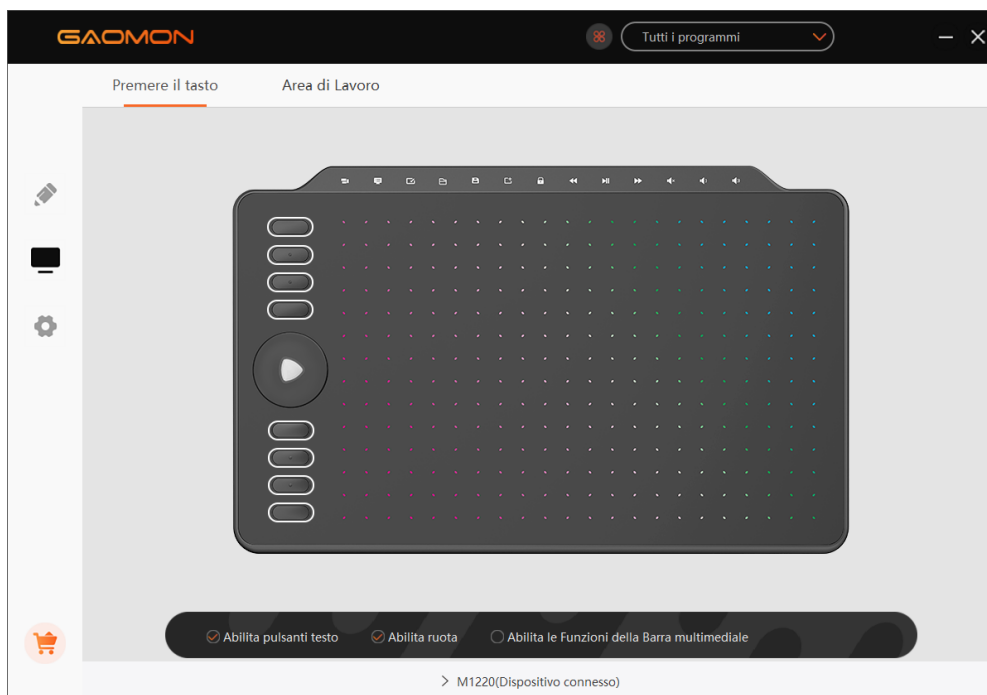 GAOMON
Tutti i programmi
Premere il tasto
Area di Lavoro
Abilita pulsanti testo
Abilita ruota
Abilita le Funzioni della Barra multimediale
M1220(Dispositivo connesso)